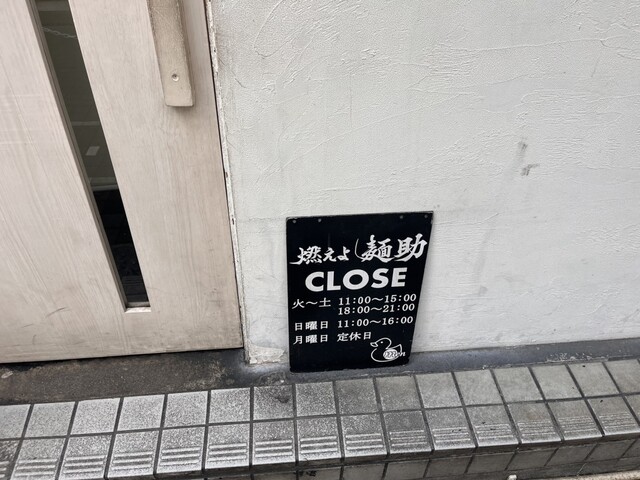 燃えよ麺助
CLOSE
火～土 11:00～15:00
18:00～21:00
日曜日 11:00～16:00
月曜日 定休日